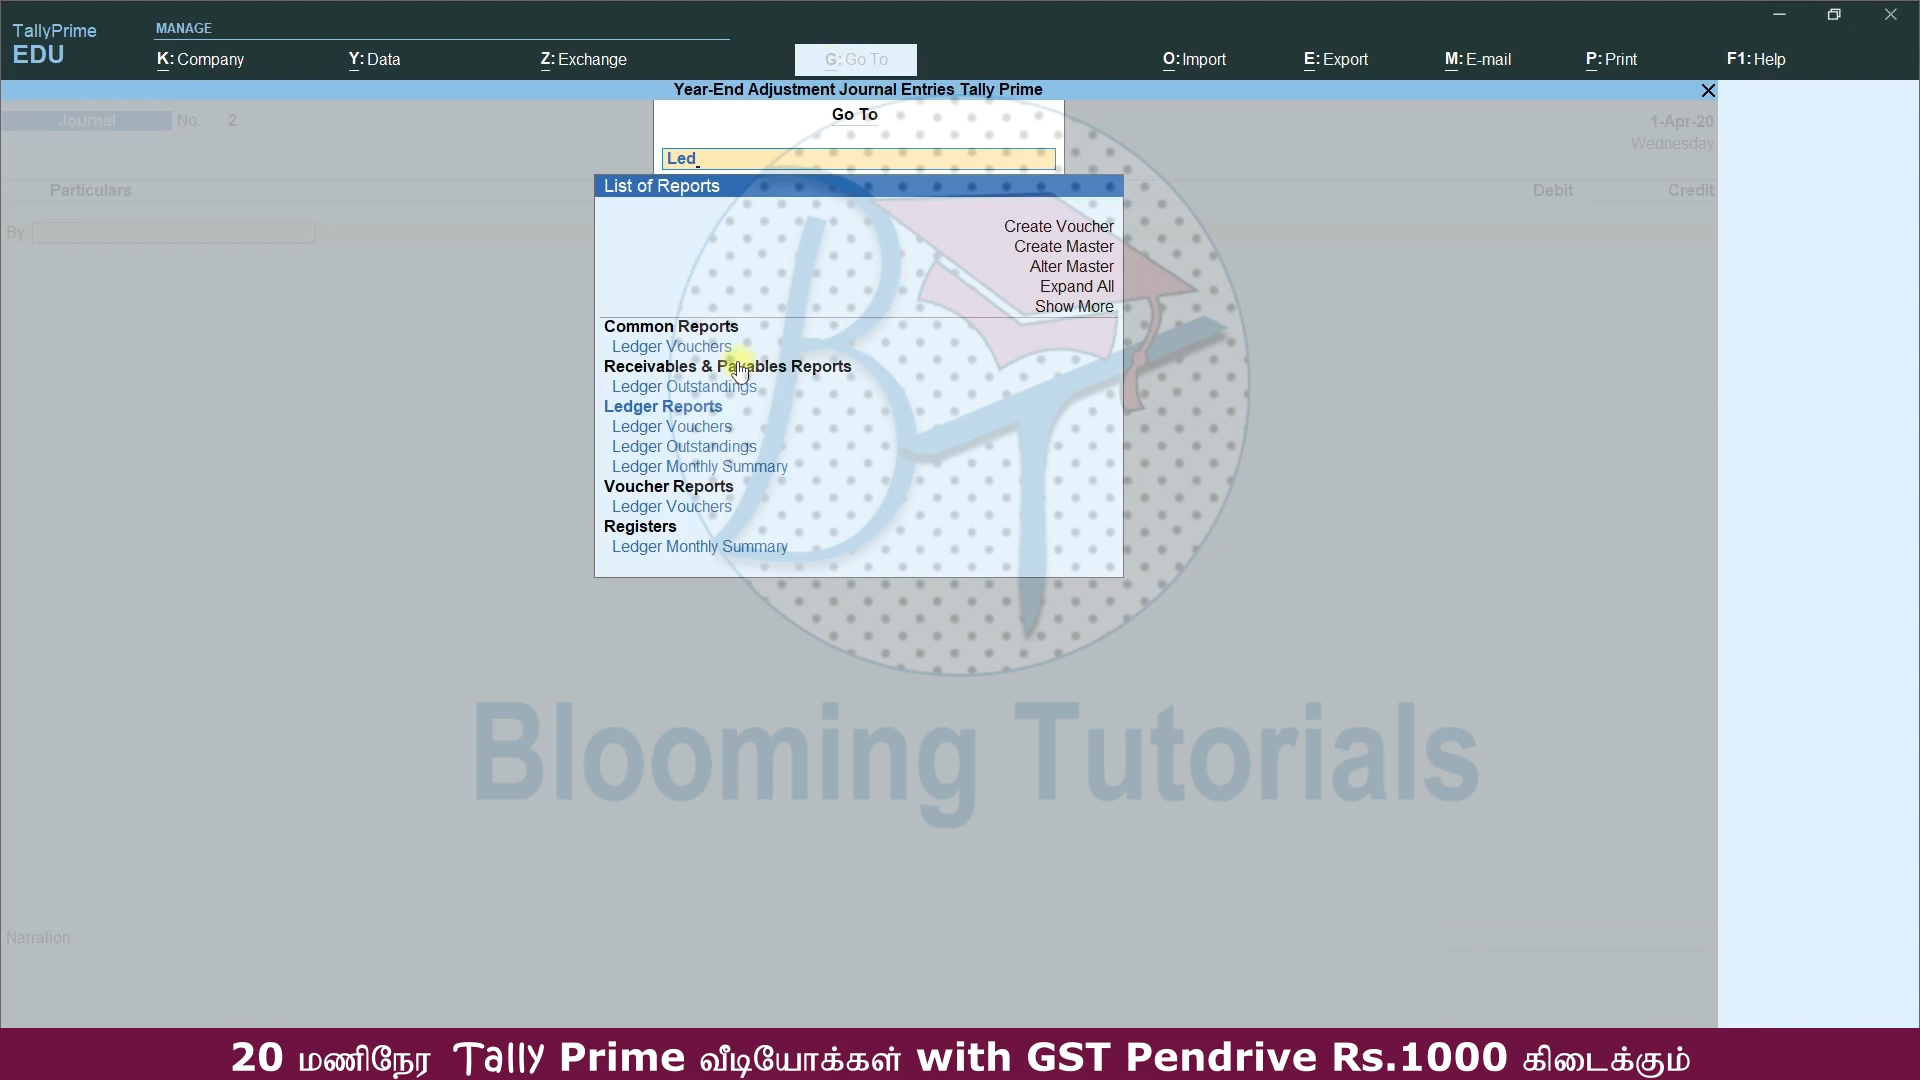 TallyPrime
EDU
MANAGE
K: Company
Y: Data
Z: Exchange
G: Go To
O: Import
E: Export
M: E-mail
P: Print
F1: Help
Year-End Adjustment Journal Entries Tally Prime
Journal No. 2
1-Apr-20
Wednesday
Go To
Led
List of Reports
Particulars
Debit
Credit
By
Create Voucher
Create Master
Alter Master
Expand All
Show More
Common Reports
Ledger Vouchers
Receivables & Payables Reports
Ledger Outstandings
Ledger Reports
Ledger Vouchers
Ledger Outstandings
Ledger Monthly Summary
Voucher Reports
Ledger Vouchers
Registers
Ledger Monthly Summary
Blooming Tutorials
Narration:
20 மணிநேர Tally Prime வீடியோக்கள் with GST Pendrive Rs.1000 கிடைக்கும்